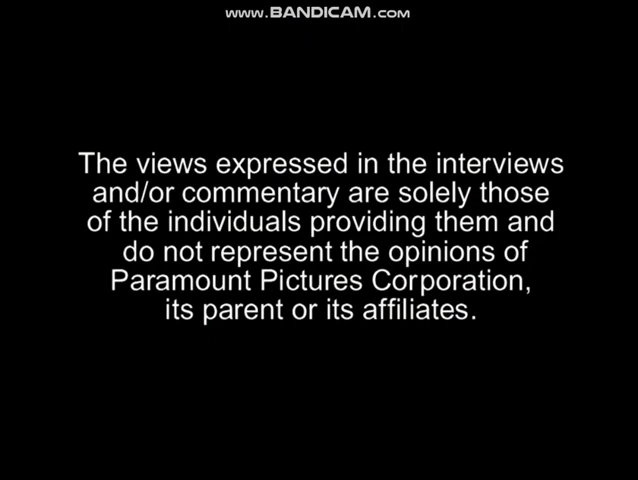 www.BANDICAM.com
The views expressed in the interviews
and/or commentary are solely those
of the individuals providing them and
do not represent the opinions of
Paramount Pictures Corporation,
its parent or its affiliates.